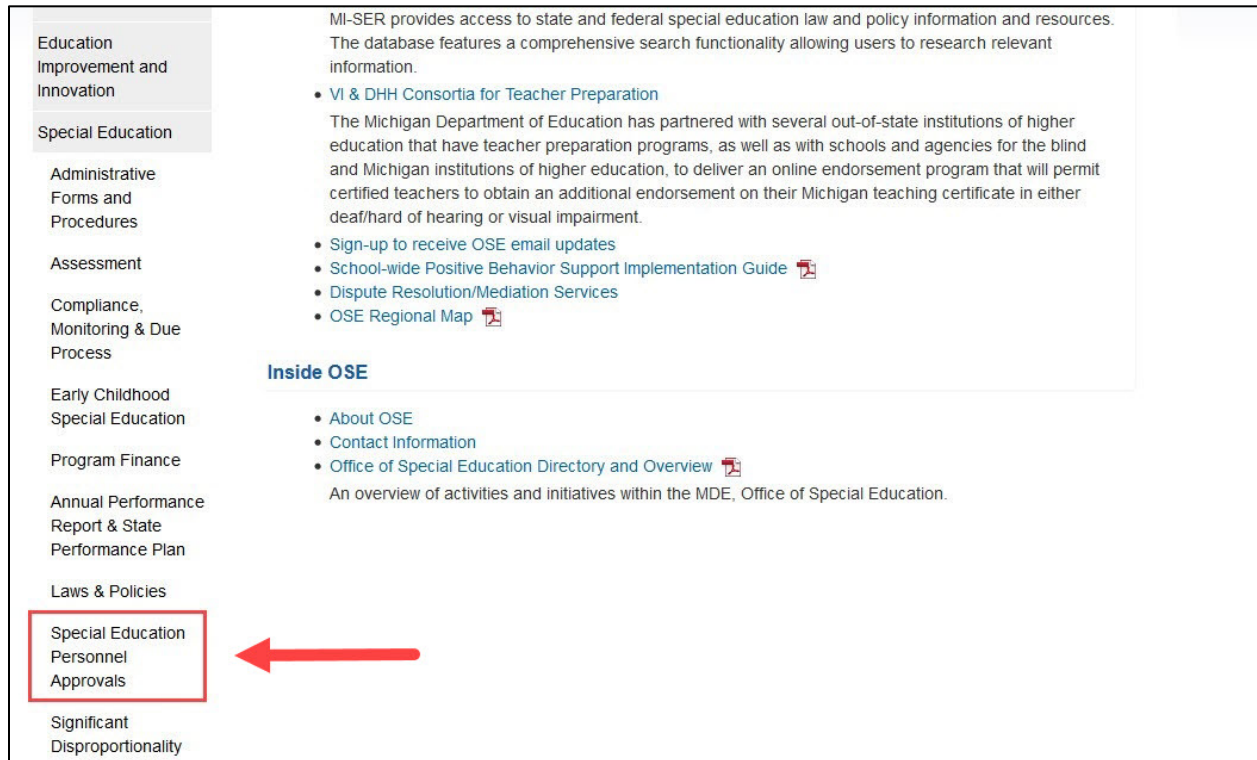 Education
Improvement and
Innovation
Special Education
Administrative
Forms and
Procedures
Assessment
Compliance,
Monitoring & Due
Process
Early Childhood
Special Education
Program Finance
Annual Performance
Report & State
Performance Plan
Laws & Policies
Special Education
Personnel
Approvals
Significant
Disproportionality
MI-SER provides access to state and federal special education law and policy information and resources.
The database features a comprehensive search functionality allowing users to research relevant
information.
• VI & DHH Consortia for Teacher Preparation
The Michigan Department of Education has partnered with several out-of-state institutions of higher
education that have teacher preparation programs, as well as with schools and agencies for the blind
and Michigan institutions of higher education, to deliver an online endorsement program that will permit
certified teachers to obtain an additional endorsement on their Michigan teaching certificate in either
deaf/hard of hearing or visual impairment.
• Sign-up to receive OSE email updates
• School-wide Positive Behavior Support Implementation Guide
• Dispute Resolution/Mediation Services
• OSE Regional Map
Inside OSE
• About OSE
• Contact Information
• Office of Special Education Directory and Overview
An overview of activities and initiatives within the MDE, Office of Special Education.